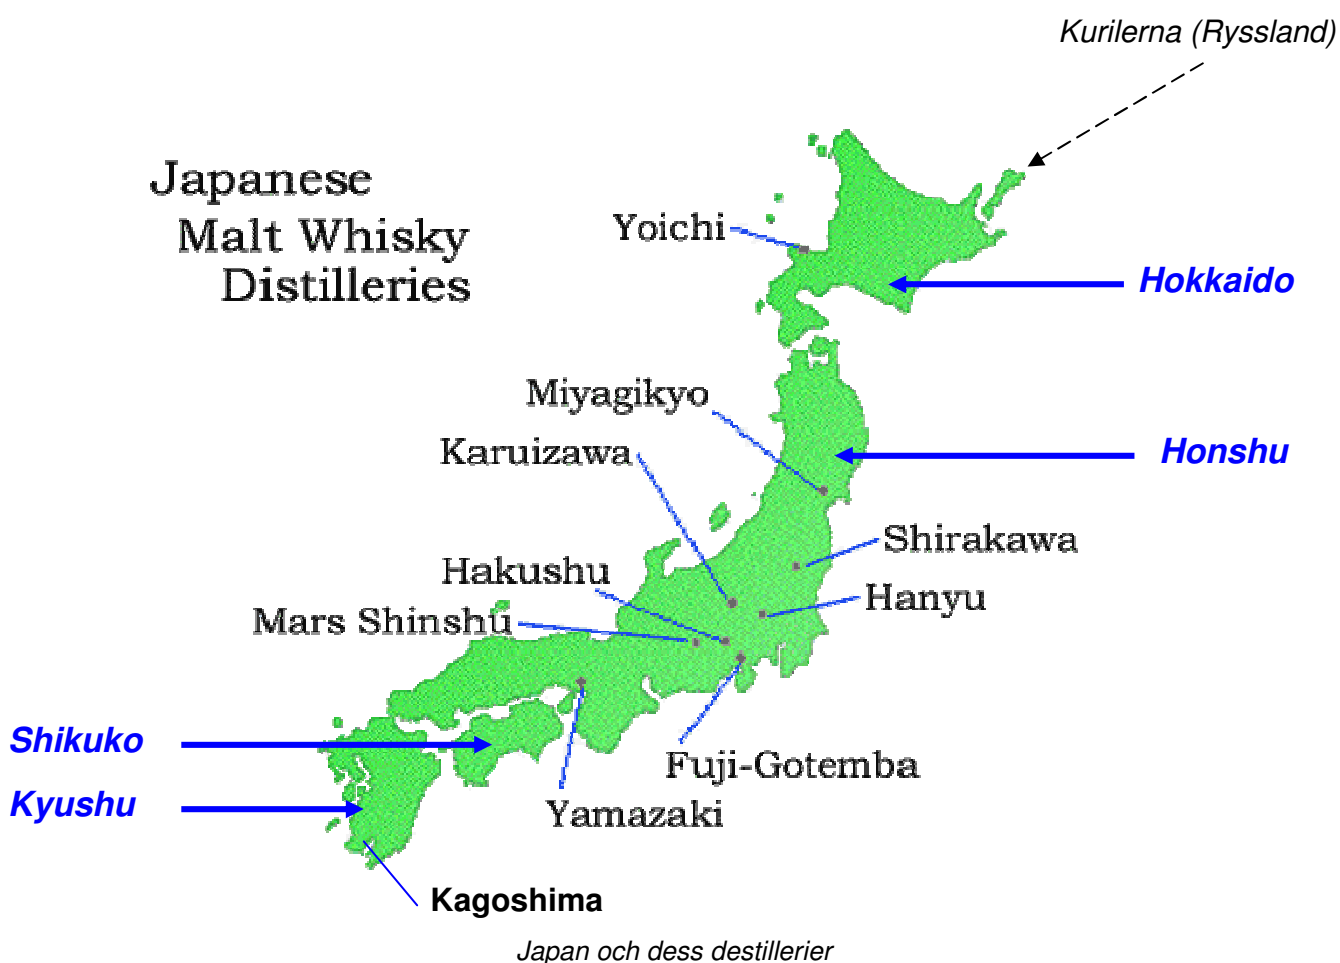 Kurilerna (Ryssland)
Japanese
Malt Whisky
Distilleries
Yoichi
Hokkaido
Miyagikyo
Karuizawa
Honshu
Shirakawa
Hakushu
Hanyu
Mars Shinshu
Shikuko
Fuji-Gotemba
Kyushu
Yamazaki
Kagoshima
Japan och dess destillerier